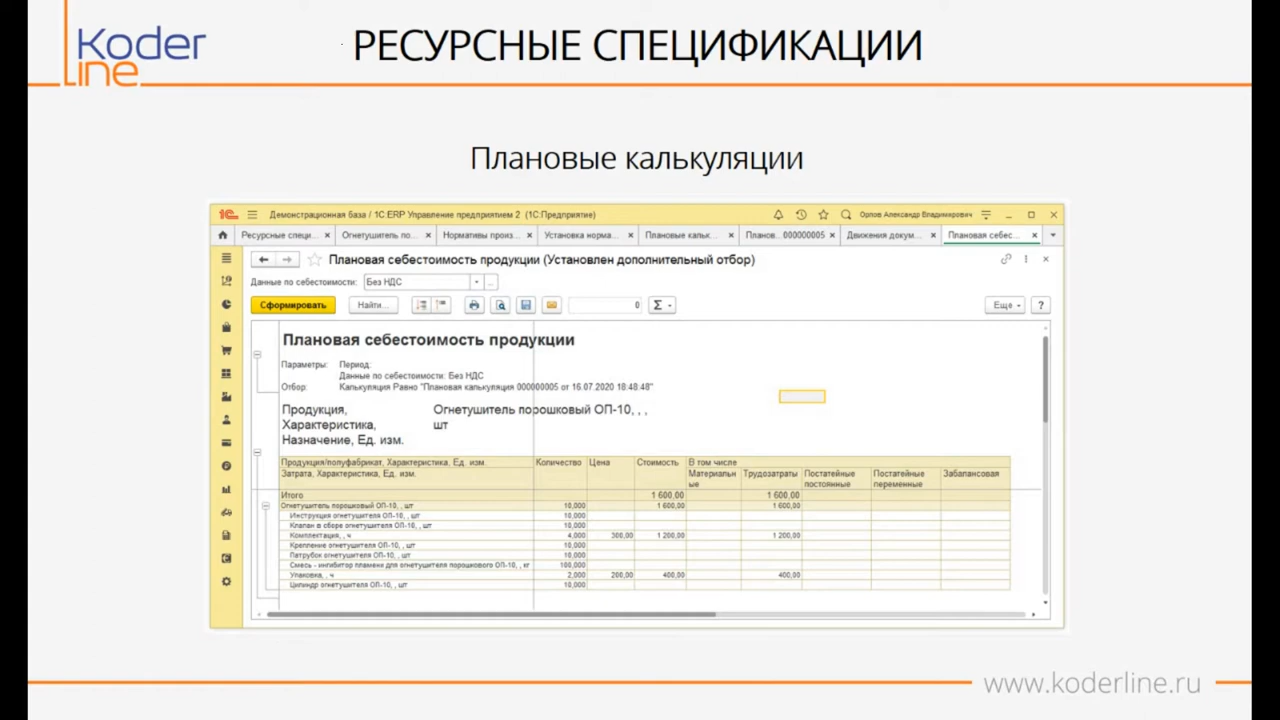 Koder
line
РЕСУРСНЫЕ СПЕЦИФИКАЦИИ
Плановые калькуляции
1С Демонстрационная база / 1C:ERP Управление предприятием 2 (1С:Предприятие) Орлов Александр Владимирович
Ресурсные специ... Огнетушитель по... Нормативы произ... Установка норма... Плановые кальк... Планов.. 000000005 Движения докум... Плановая себес...
Плановая себестоимость продукции (Установлен дополнительный отбор)
Данные по себестоимости: Без НДС
Сформировать Найти... 0 Σ Еще ?
Плановая себестоимость продукции
Параметры: Период:
Данные по себестоимости: Без НДС
Отбор: Калькуляция Равно "Плановая калькуляция 000000005 от 16.07.2020 18:48:48"
Продукция, Огнетушитель порошковый ОП-10, , ,
Характеристика, шт
Назначение, Ед. изм.
Продукция/полуфабрикат, Характеристика, Ед. изм. Количество Цена Стоимость В том числе
Затрата, Характеристика, Ед. изм. Материальные Трудозатраты Постатейные постоянные Постатейные переменные Забалансовая
Итого 1 600,00 1 600,00
Огнетушитель порошковый ОП-10, , шт 10,000 1 600,00 1 600,00
Инструкция огнетушителя ОП-10, , шт 10,000
Клапан в сборе огнетушителя ОП-10, , шт 10,000
Комплектация, , ч 4,000 300,00 1 200,00 1 200,00
Крепление огнетушителя ОП-10, , шт 10,000
Патрубок огнетушителя ОП-10, , шт 10,000
Смесь - ингибитор пламени для огнетушителя порошкового ОП-10, , кг 100,000
Упаковка, , ч 2,000 200,00 400,00 400,00
Цилиндр огнетушителя ОП-10, , шт 10,000
www.koderline.ru